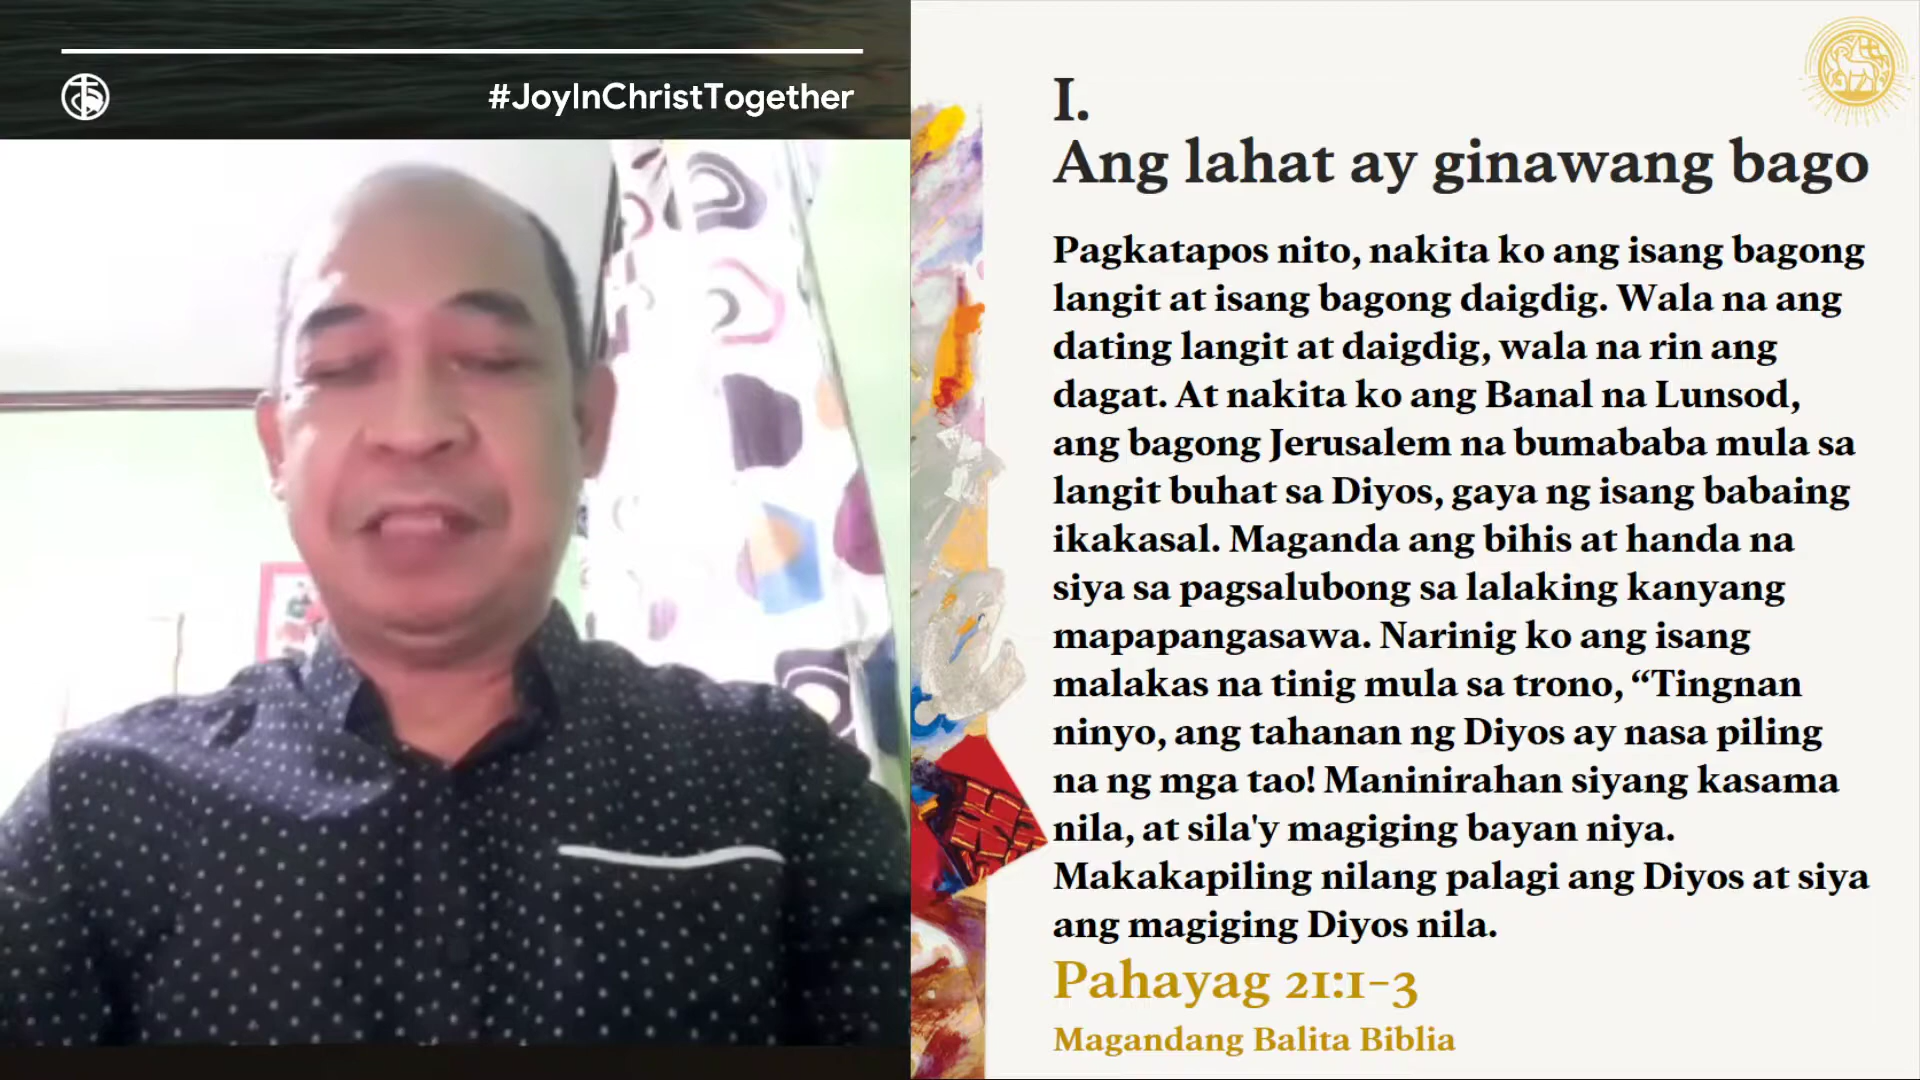 #JoyInChristTogether
I.
Ang lahat ay ginawang bago
Pagkatapos nito, nakita ko ang isang bagong
langit at isang bagong daigdig. Wala na ang
dating langit at daigdig, wala na rin ang
dagat. At nakita ko ang Banal na Lunsod,
ang bagong Jerusalem na bumababa mula sa
langit buhat sa Diyos, gaya ng isang babaing
ikakasal. Maganda ang bihis at handa na
siya sa pagsalubong sa lalaking kanyang
mapapangasawa. Narinig ko ang isang
malakas na tinig mula sa trono, “Tingnan
ninyo, ang tahanan ng Diyos ay nasa piling
na ng mga tao! Maninirahan siyang kasama
nila, at sila'y magiging bayan niya.
Makakapiling nilang palagi ang Diyos at siya
ang magiging Diyos nila.
Pahayag 21:1-3
Magandang Balita Biblia